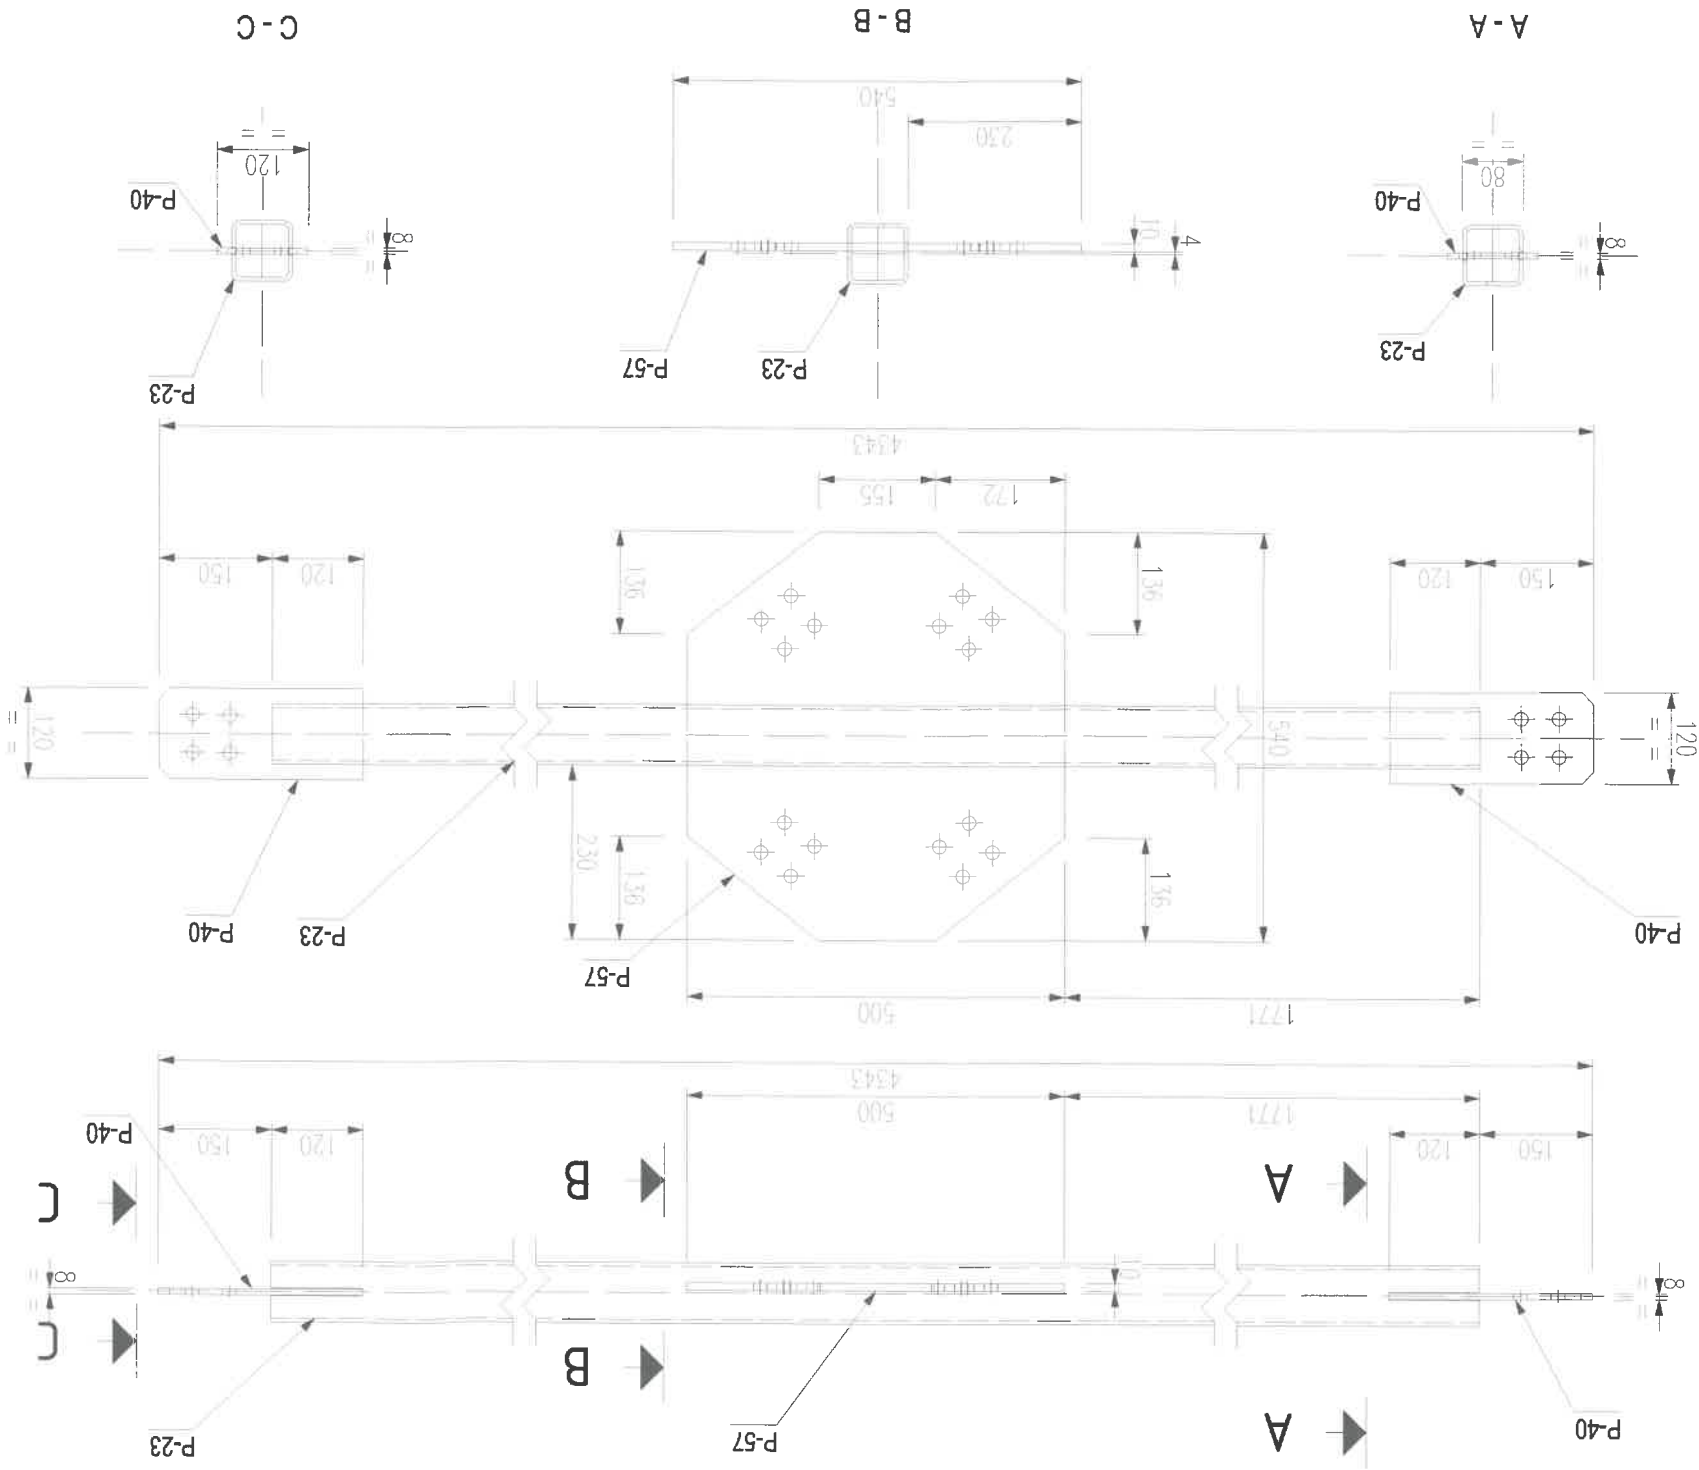 P-40
A
P-57
P-23
B
C
= 8 =
10
= 8 =
A
B
C
150
120
1771
500
120
150
P-40
4343
1771
500
P-57
P-40
P-23
P-40
136
136
230
120
= =
540
120
= =
150
120
136
136
120
150
172
155
4343
P-23
= 8 =
P-40
80
= =
A - A
P-23
P-57
4
10
230
540
B - B
P-23
= 8 =
P-40
120
= =
C - C